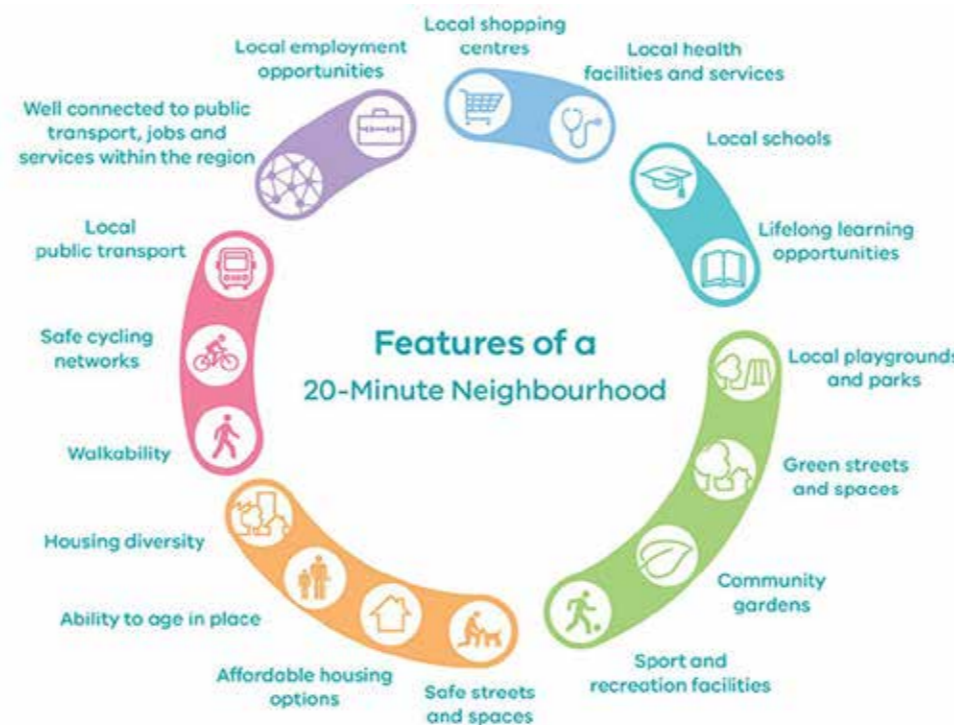 Features of a
20-Minute Neighbourhood
Local shopping
centres
Local health
facilities and services
Local schools
Lifelong learning
opportunities
Local playgrounds
and parks
Green streets
and spaces
Community
gardens
Sport and
recreation facilities
Safe streets
and spaces
Affordable housing
options
Ability to age in place
Housing diversity
Walkability
Safe cycling
networks
Local
public transport
Well connected to public
transport, jobs and
services within the region
Local employment
opportunities